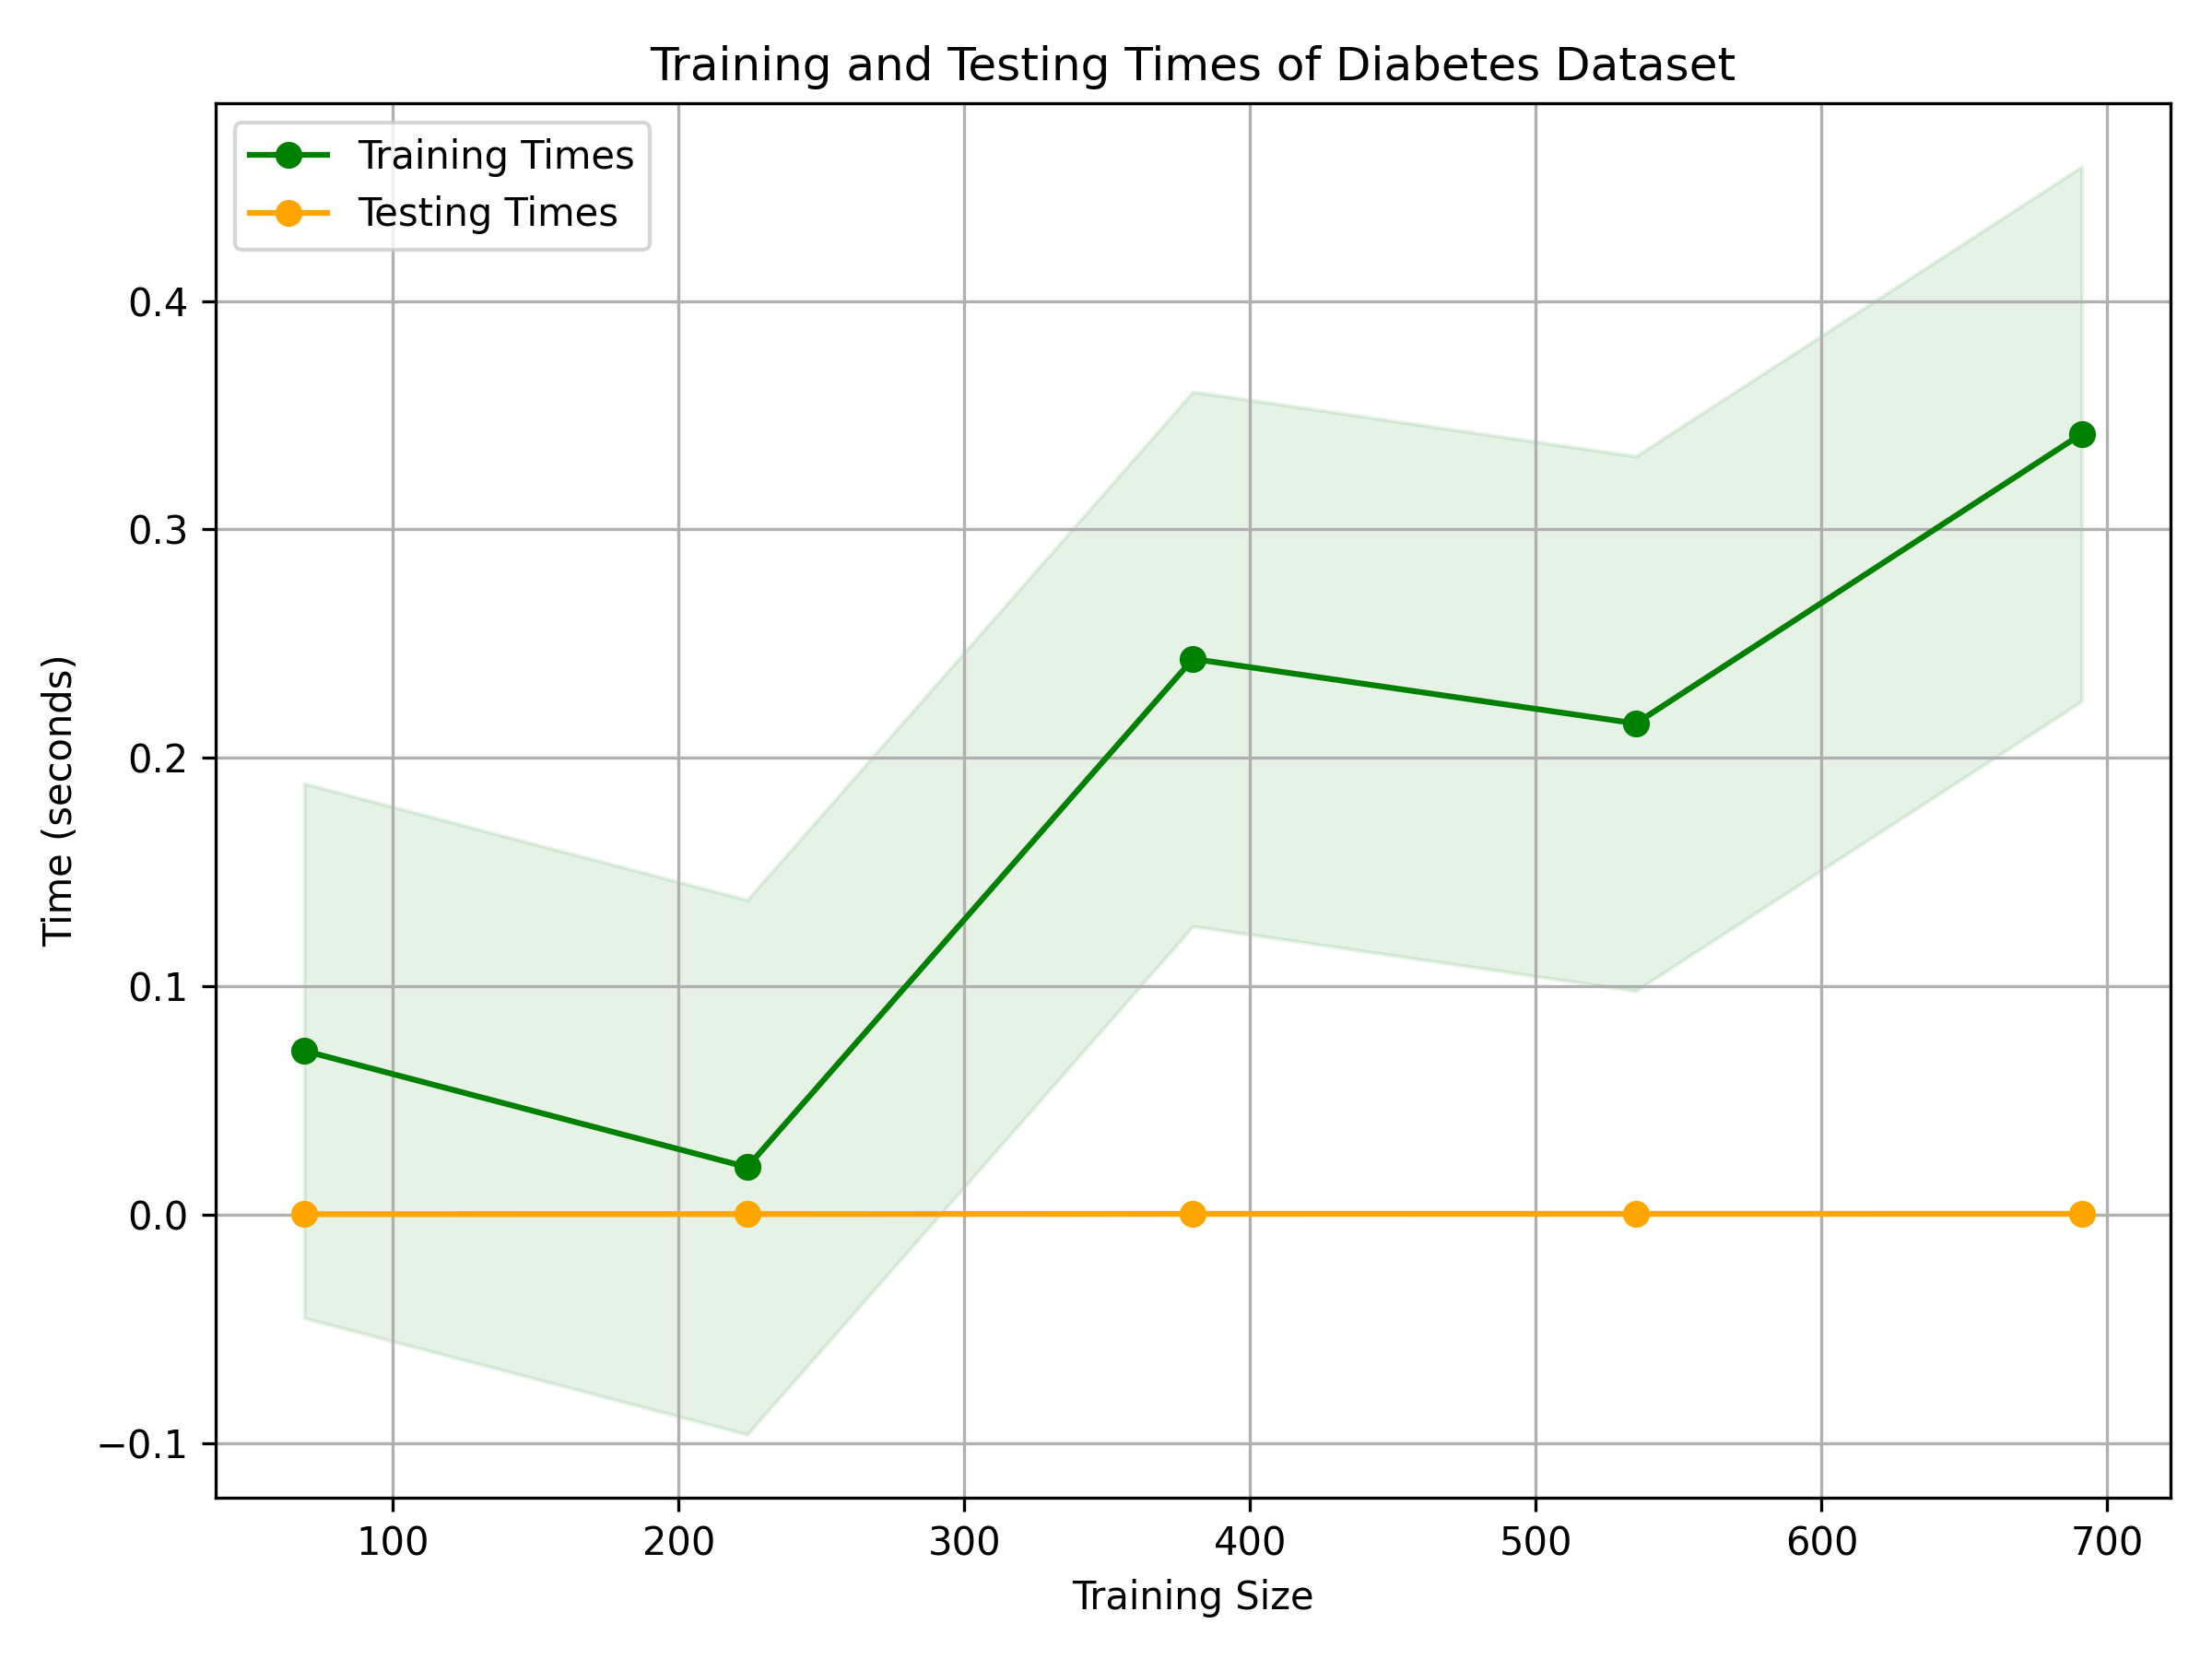 Training and Testing Times of Diabetes Dataset
Training Times
Testing Times
Time (seconds)
0.4
0.3
0.2
0.1
0.0
−0.1
100 200 300 400 500 600 700
Training Size